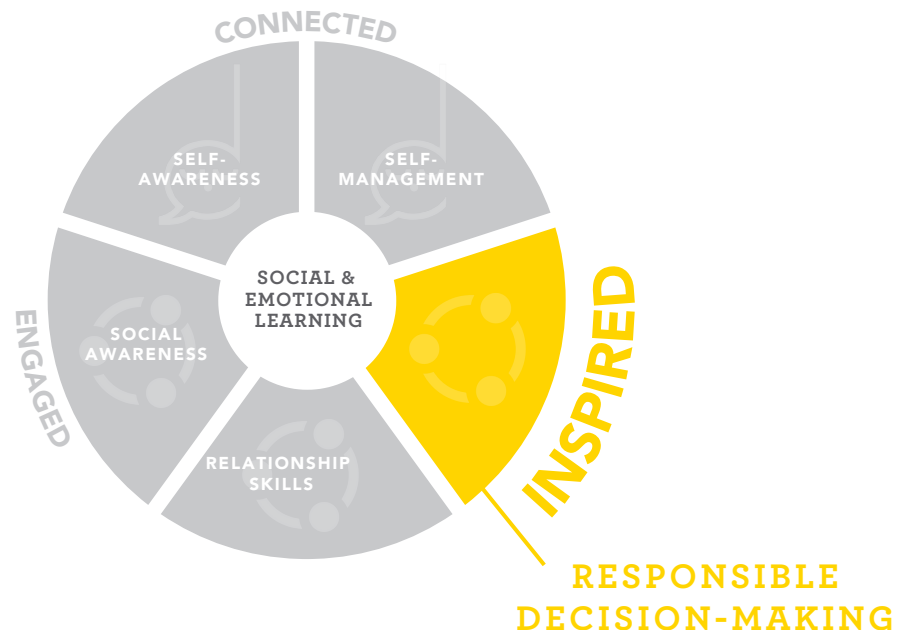 CONNECTED
SELF-
AWARENESS
SELF-
MANAGEMENT
SOCIAL &
EMOTIONAL
LEARNING
INSPIRED
ENGAGED
SOCIAL
AWARENESS
RELATIONSHIP
SKILLS
RESPONSIBLE
DECISION-MAKING